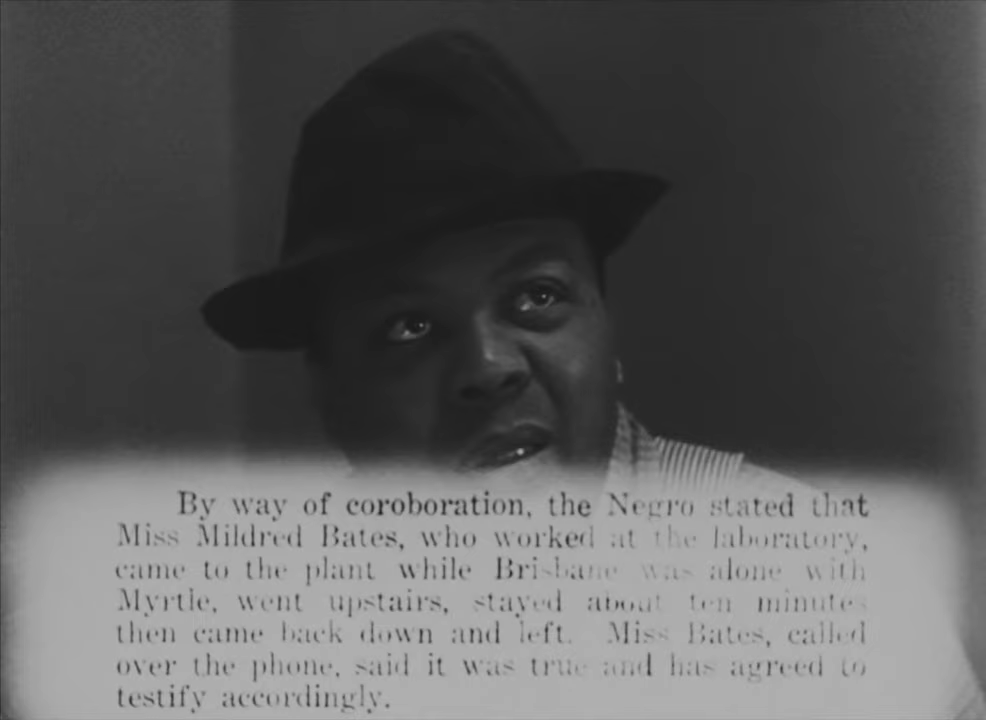 By way of coroboration, the Negro stated that
Miss Mildred Bates, who worked at the laboratory,
came to the plant while Brisbane was alone with
Myrtle, went upstairs, stayed about ten minutes
then came back down and left. Miss Bates, called
over the phone, said it was true and has agreed to
testify accordingly.